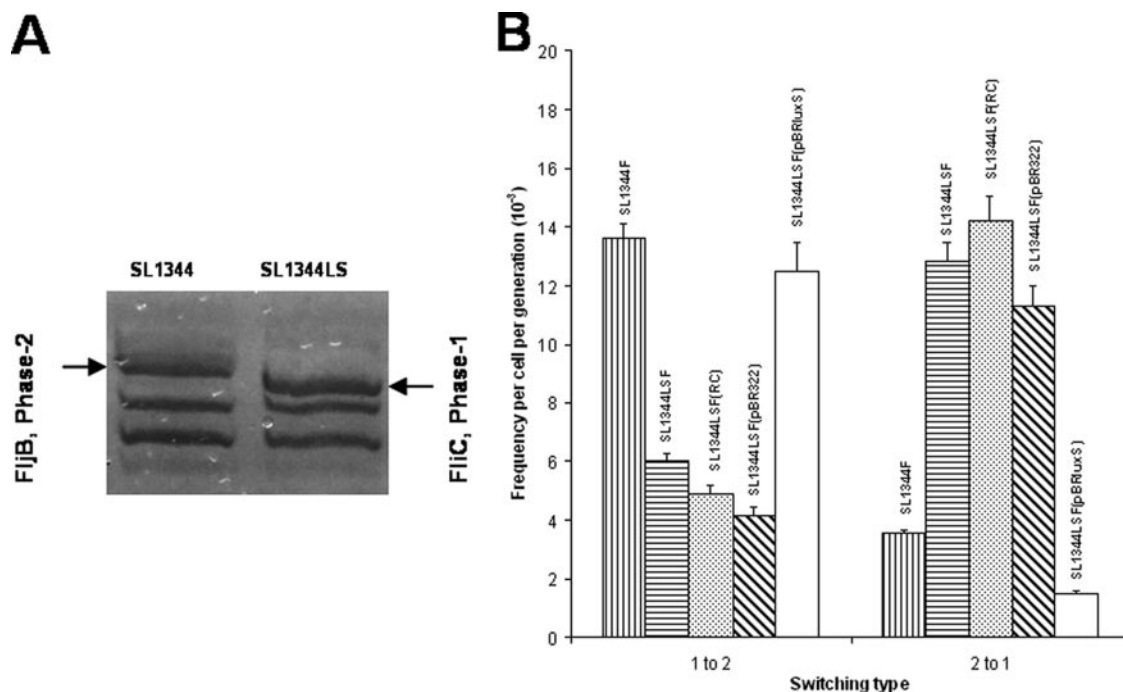 A
SL1344
SL1344LS
FljB, Phase-2
FliC, Phase-1
B
Frequency per cell per generation (10⁻³)
20
18
16
14
12
10
8
6
4
2
0
SL1344F
SL1344LSF
SL1344LSF(RC)
SL1344LSF(pBR322)
SL1344LSF(pBRluxS)
SL1344F
SL1344LSF
SL1344LSF(RC)
SL1344LSF(pBR322)
SL1344LSF(pBRluxS)
1 to 2
2 to 1
Switching type